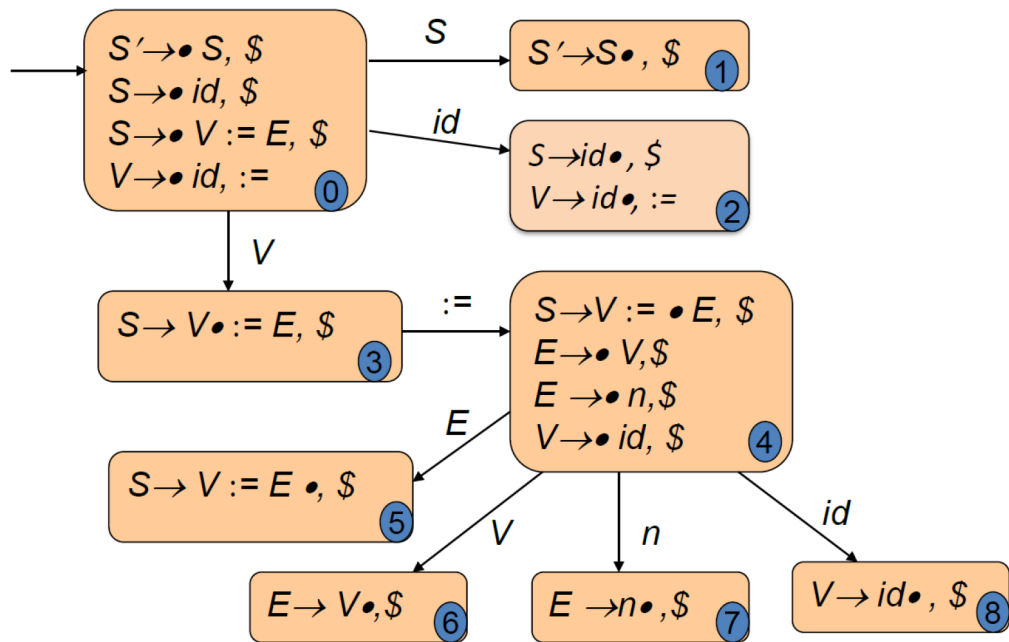 S′→• S, $
S→• id, $
S→• V := E, $
V→• id, :=
0
S
S′→S• , $
1
id
S→id• , $
V→ id•, :=
2
V
S→ V• := E, $
3
:=
S→V := • E, $
E→• V,$
E →• n,$
V→• id, $
4
E
S→ V := E •, $
5
V
n
id
E→ V•,$
6
E →n•,$
7
V→id• , $
8